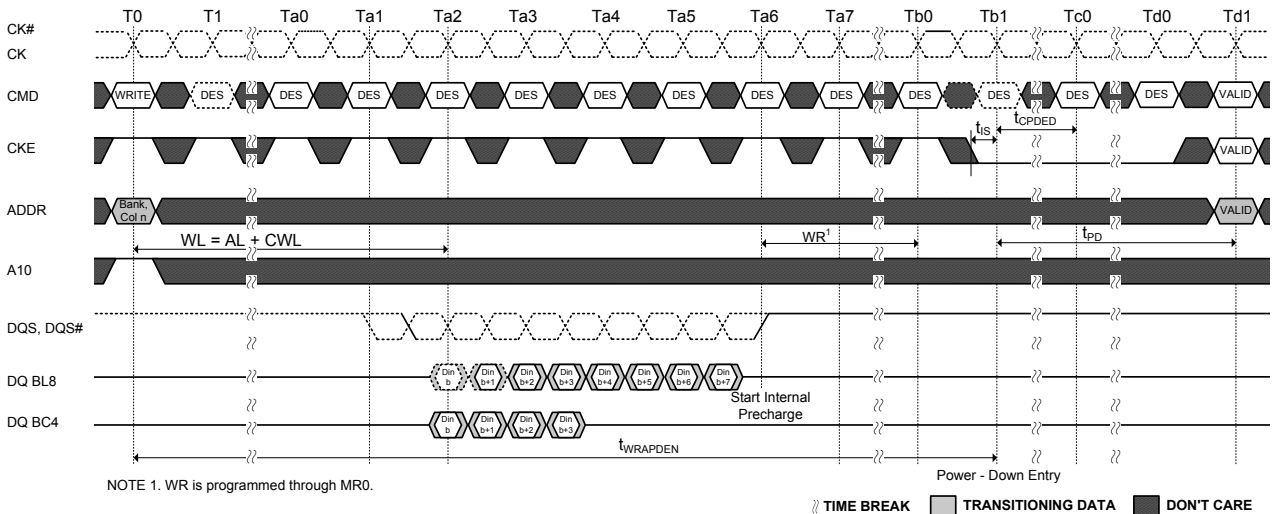 T0 T1 Ta0 Ta1 Ta2 Ta3 Ta4 Ta5 Ta6 Ta7 Tb0 Tb1 Tc0 Td0 Td1
CK#
CK
CMD WRITE DES DES DES DES DES DES DES DES DES DES DES DES DES VALID
tIS tCPDED
CKE VALID
ADDR Bank, Col n VALID
WL = AL + CWL WR1 tPD
A10
DQS, DQS#
DQ BL8 Din b Din b+1 Din b+2 Din b+3 Din b+4 Din b+5 Din b+6 Din b+7
Start Internal
Precharge
DQ BC4 Din b Din b+1 Din b+2 Din b+3
tWRAPDEN
Power - Down Entry
NOTE 1. WR is programmed through MR0.
TIME BREAK TRANSITIONING DATA DON'T CARE